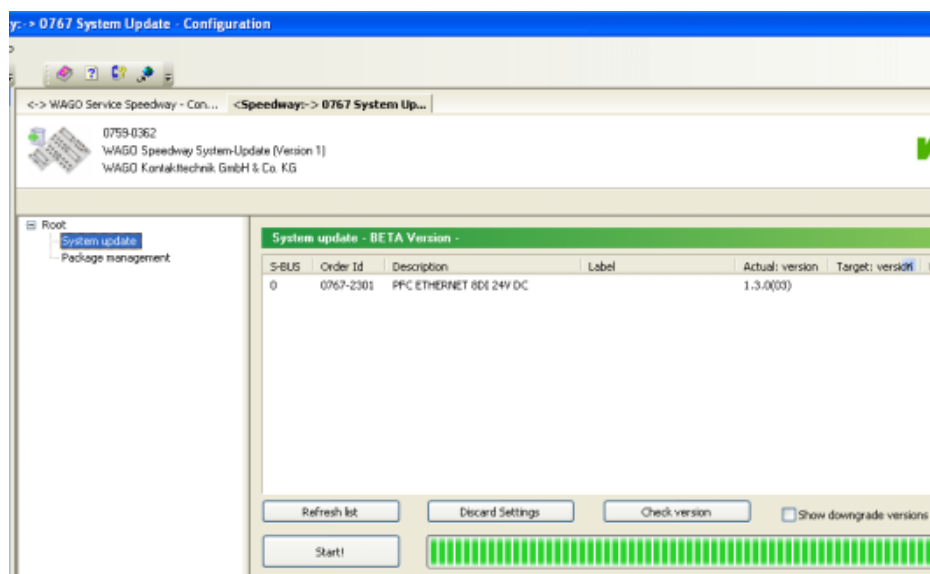 y:-> 0767 System Update - Configuration
<-> WAGO Service Speedway - Con... <Speedway:-> 0767 System Up...
0759-0362
WAGO Speedway System-Update (Version 1)
WAGO Kontakttechnik GmbH & Co. KG
Root
System update
Package management
System update - BETA Version -
S-BUS Order Id Description Label Actual: version Target: version
0 0767-2301 PFC ETHERNET 8DI 24V DC 1.3.0(03)
Refresh list Discard Settings Check version Show downgrade versions
Start!